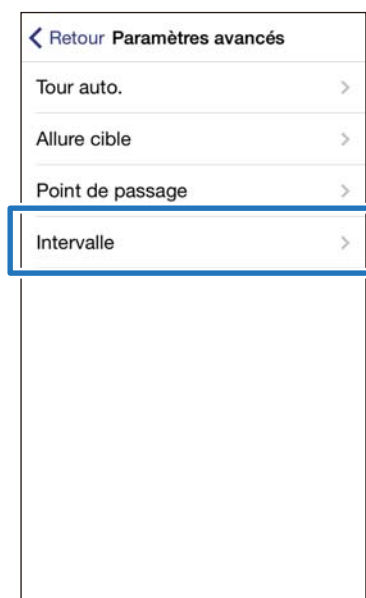 Retour Paramètres avancés
Tour auto.
Allure cible
Point de passage
Intervalle